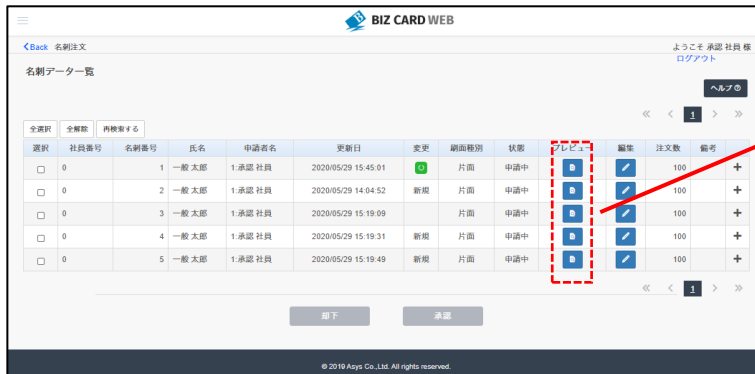 BIZ CARD WEB
Back 名刺注文 ようこそ 承認 社員 様
ログアウト
名刺データ一覧
ヘルプ
« < 1 > »
全選択 全解除 再検索する
選択 社員番号 名刺番号 氏名 申請者名 更新日 変更 刷面種別 状態 プレビュー 編集 注文数 備考
0 1 一般 太郎 1:承認 社員 2020/05/29 15:45:01 片面 申請中 100 +
0 2 一般 太郎 1:承認 社員 2020/05/29 14:04:52 新規 片面 申請中 100 +
0 3 一般 太郎 1:承認 社員 2020/05/29 15:19:09 片面 申請中 100 +
0 4 一般 太郎 1:承認 社員 2020/05/29 15:19:31 新規 片面 申請中 100 +
0 5 一般 太郎 1:承認 社員 2020/05/29 15:19:49 新規 片面 申請中 100 +
« < 1 > »
却下 承認
© 2019 Asys Co.,Ltd. All rights reserved.